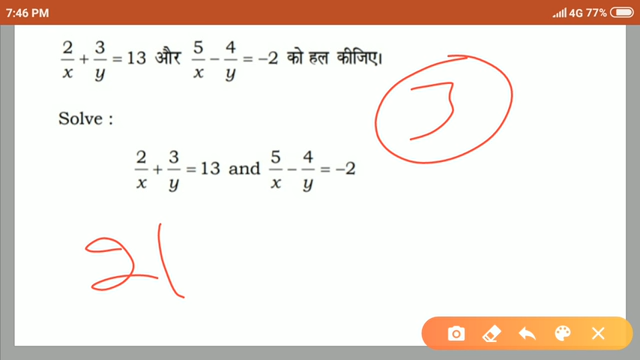 7:46 PM 4G 77%
2/x + 3/y = 13 और 5/x − 4/y = −2 को हल कीजिए।
3
Solve :
2/x + 3/y = 13 and 5/x − 4/y = −2
21